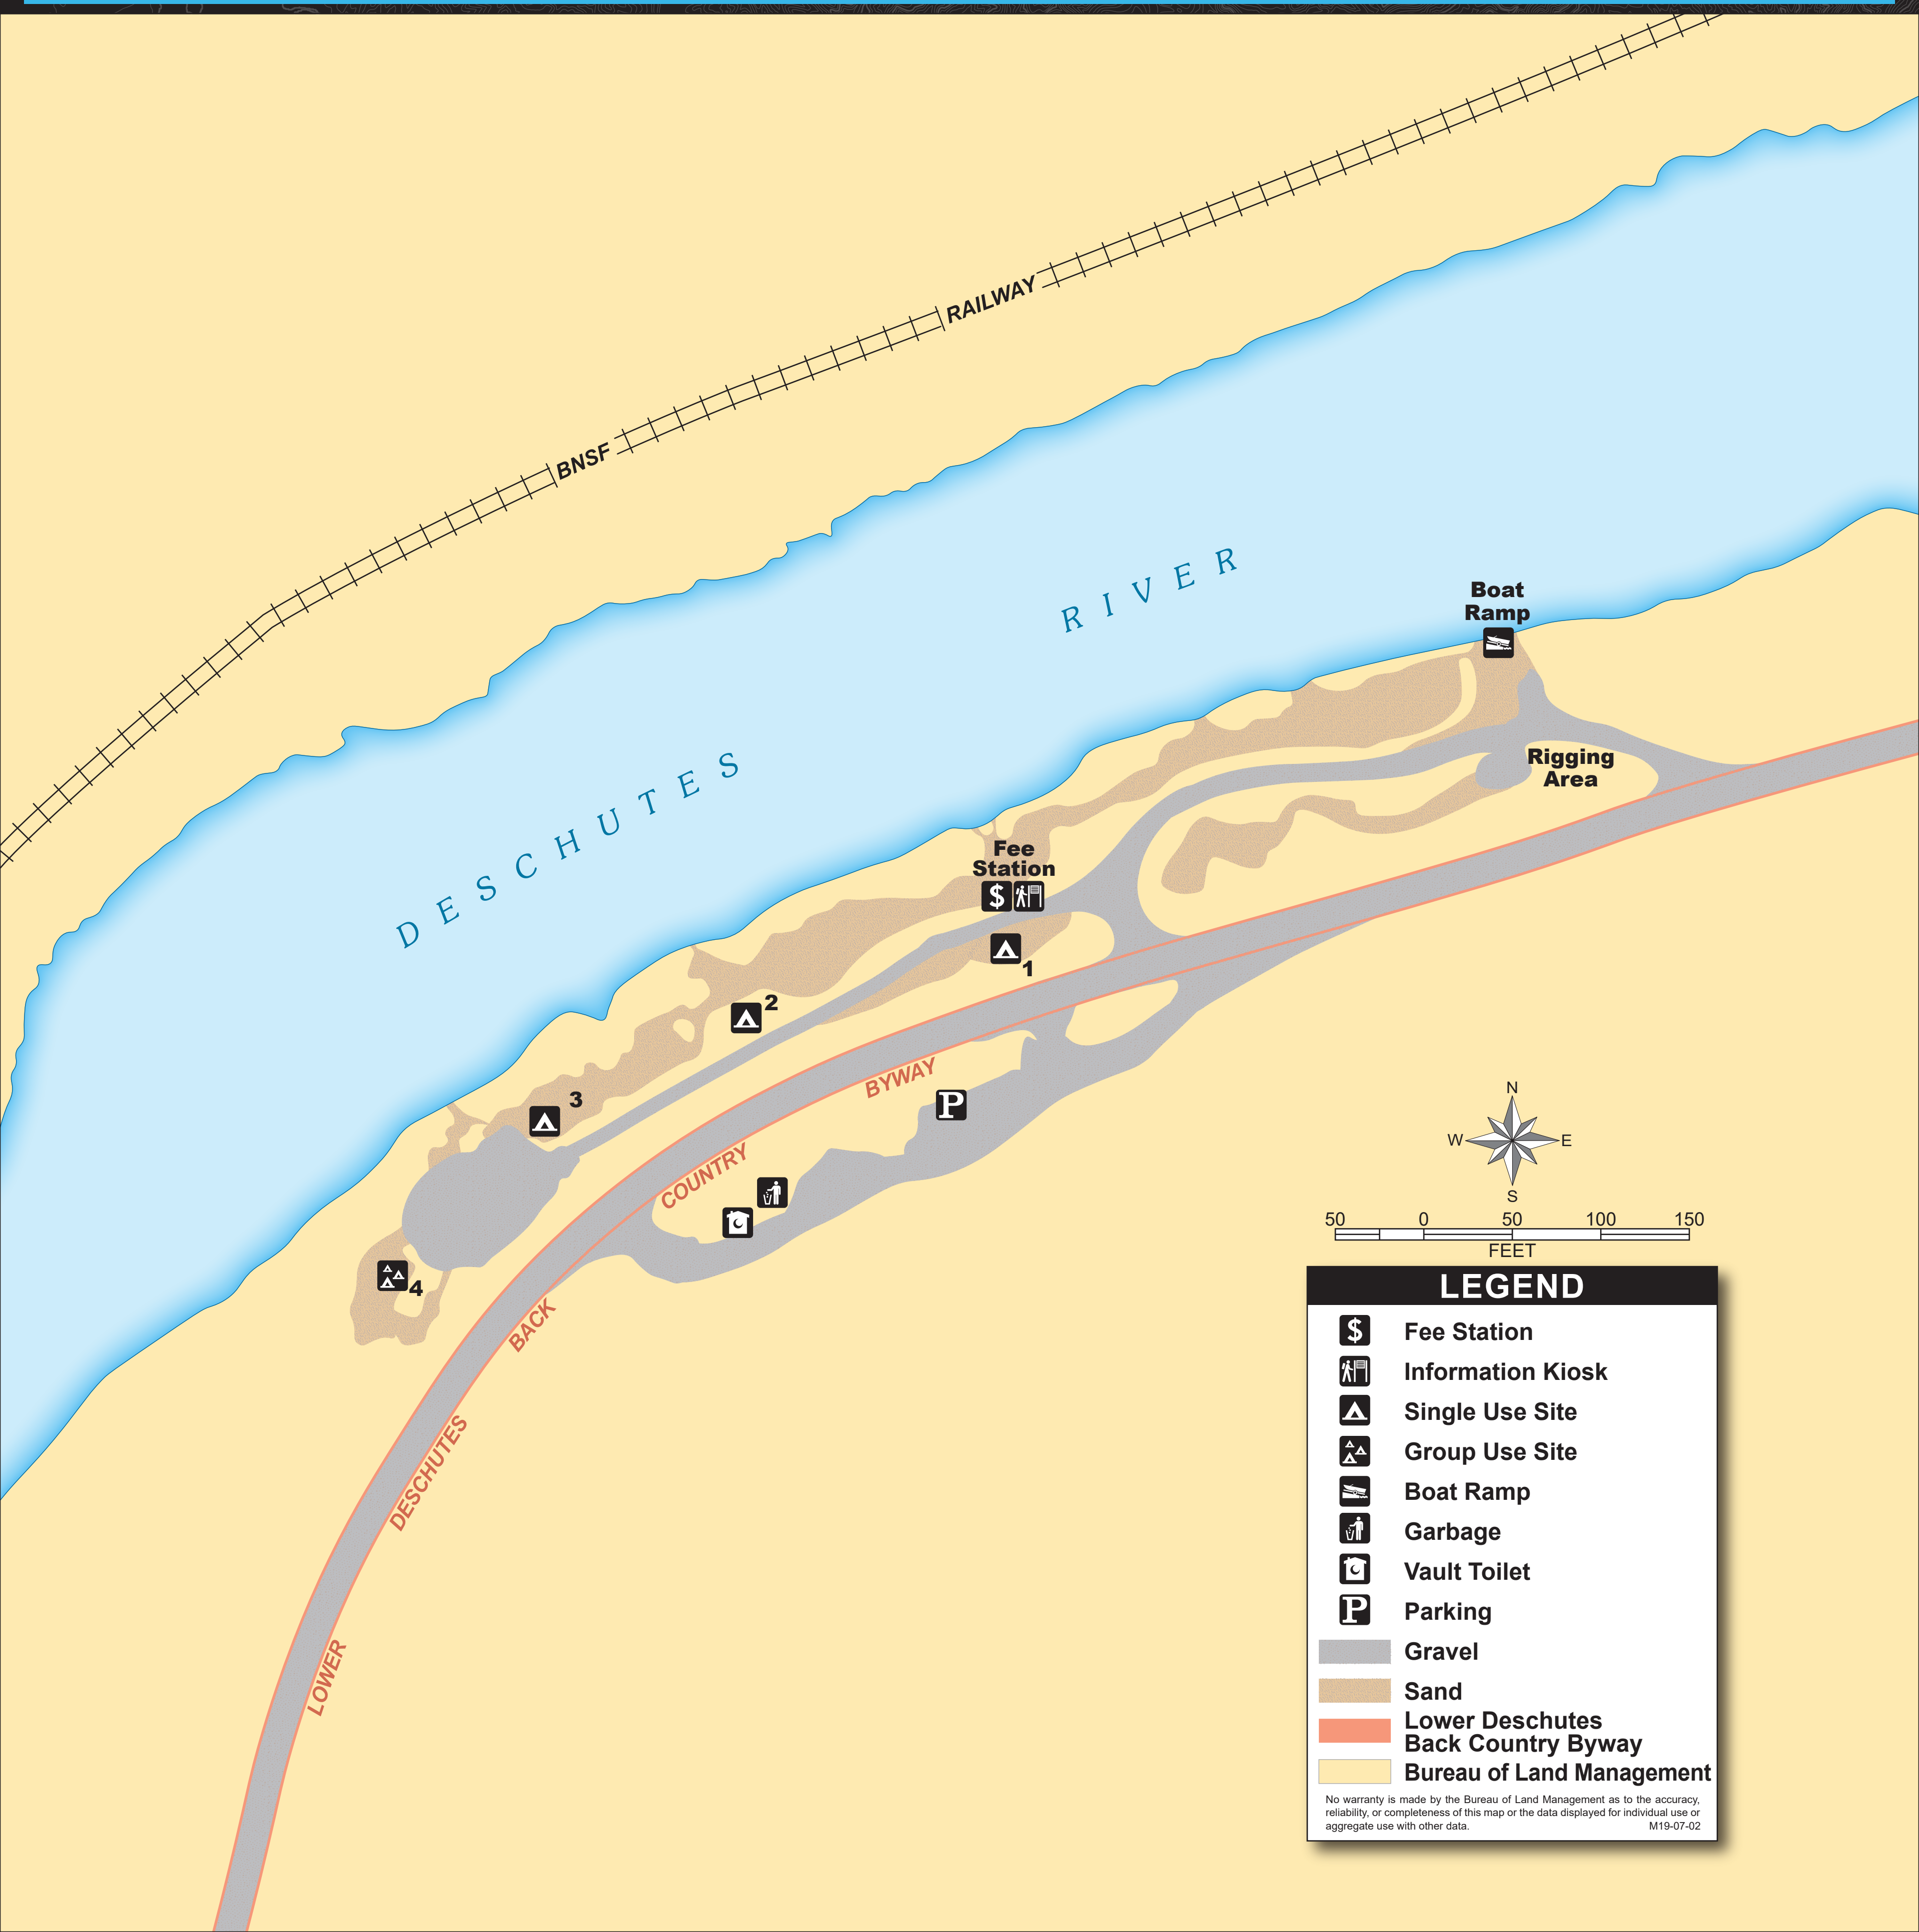 BNSF RAILWAY
DESCHUTES RIVER
Boat
Ramp
Rigging
Area
Fee
Station
$
1
2
3
4
P
LOWER DESCHUTES BACK COUNTRY BYWAY
N
W E
S
50 0 50 100 150
FEET
LEGEND
$ Fee Station
Information Kiosk
Single Use Site
Group Use Site
Boat Ramp
Garbage
Vault Toilet
P Parking
Gravel
Sand
Lower Deschutes
Back Country Byway
Bureau of Land Management
No warranty is made by the Bureau of Land Management as to the accuracy,
reliability, or completeness of this map or the data displayed for individual use or
aggregate use with other data. M19-07-02